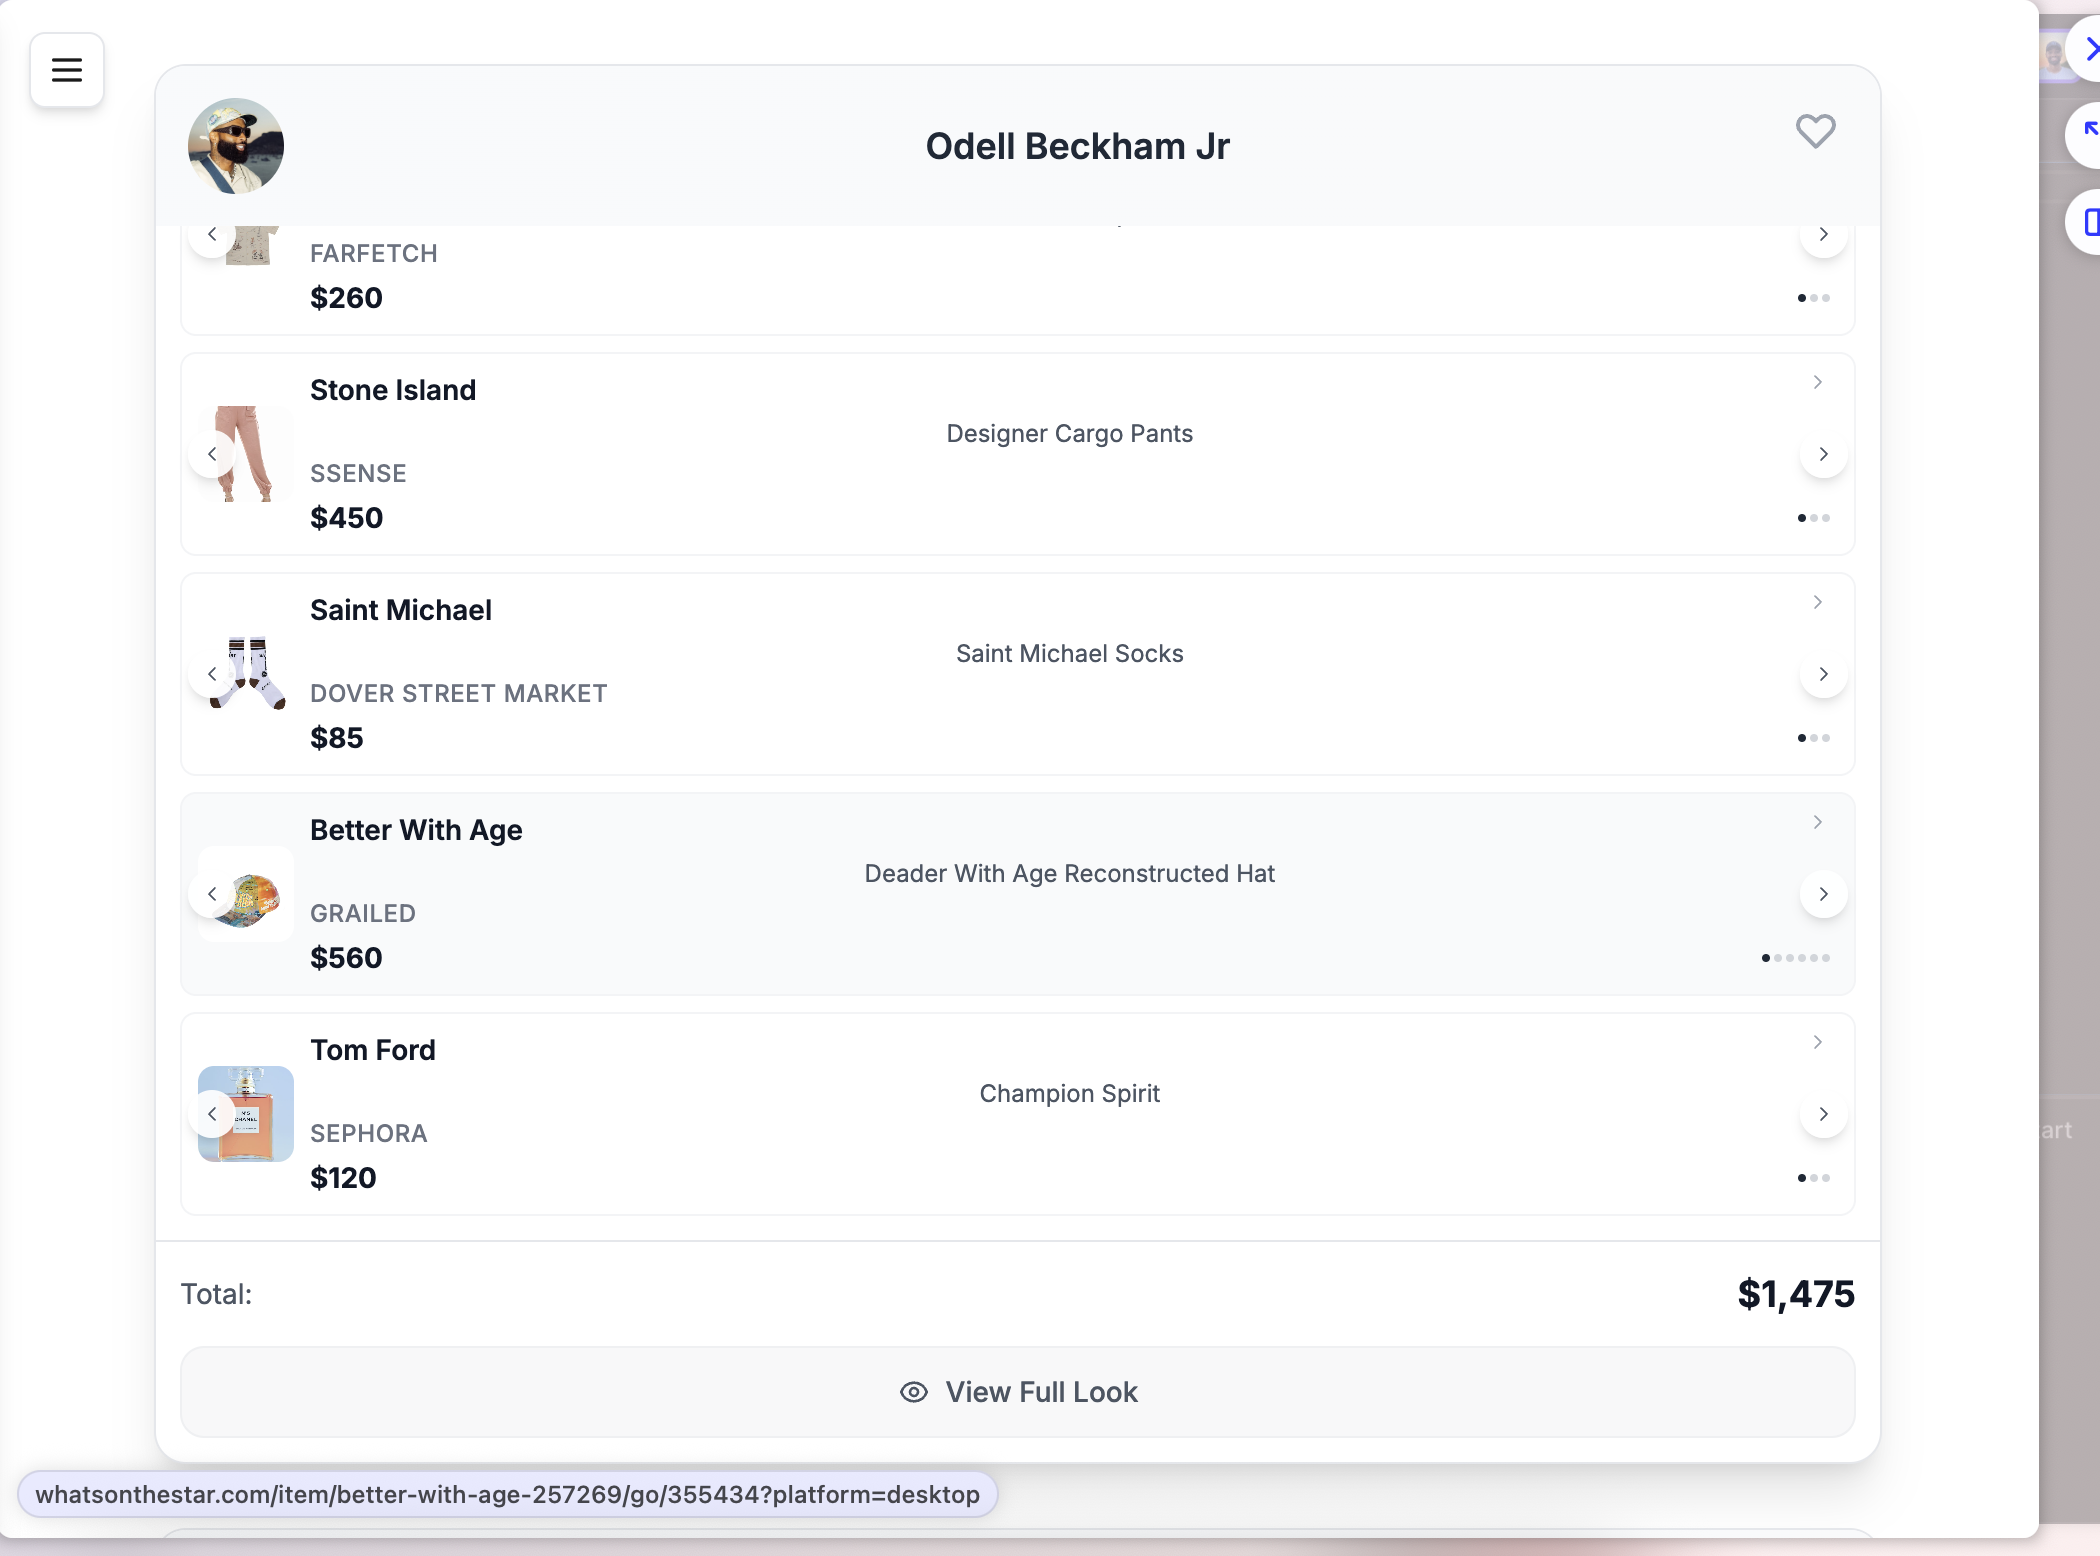 Odell Beckham Jr
FARFETCH
$260
Stone Island
Designer Cargo Pants
SSENSE
$450
Saint Michael
Saint Michael Socks
DOVER STREET MARKET
$85
Better With Age
Deader With Age Reconstructed Hat
GRAILED
$560
Tom Ford
Champion Spirit
N°5
CHANEL
SEPHORA
$120
art
Total:
$1,475
View Full Look
whatsonthestar.com/item/better-with-age-257269/go/355434?platform=desktop